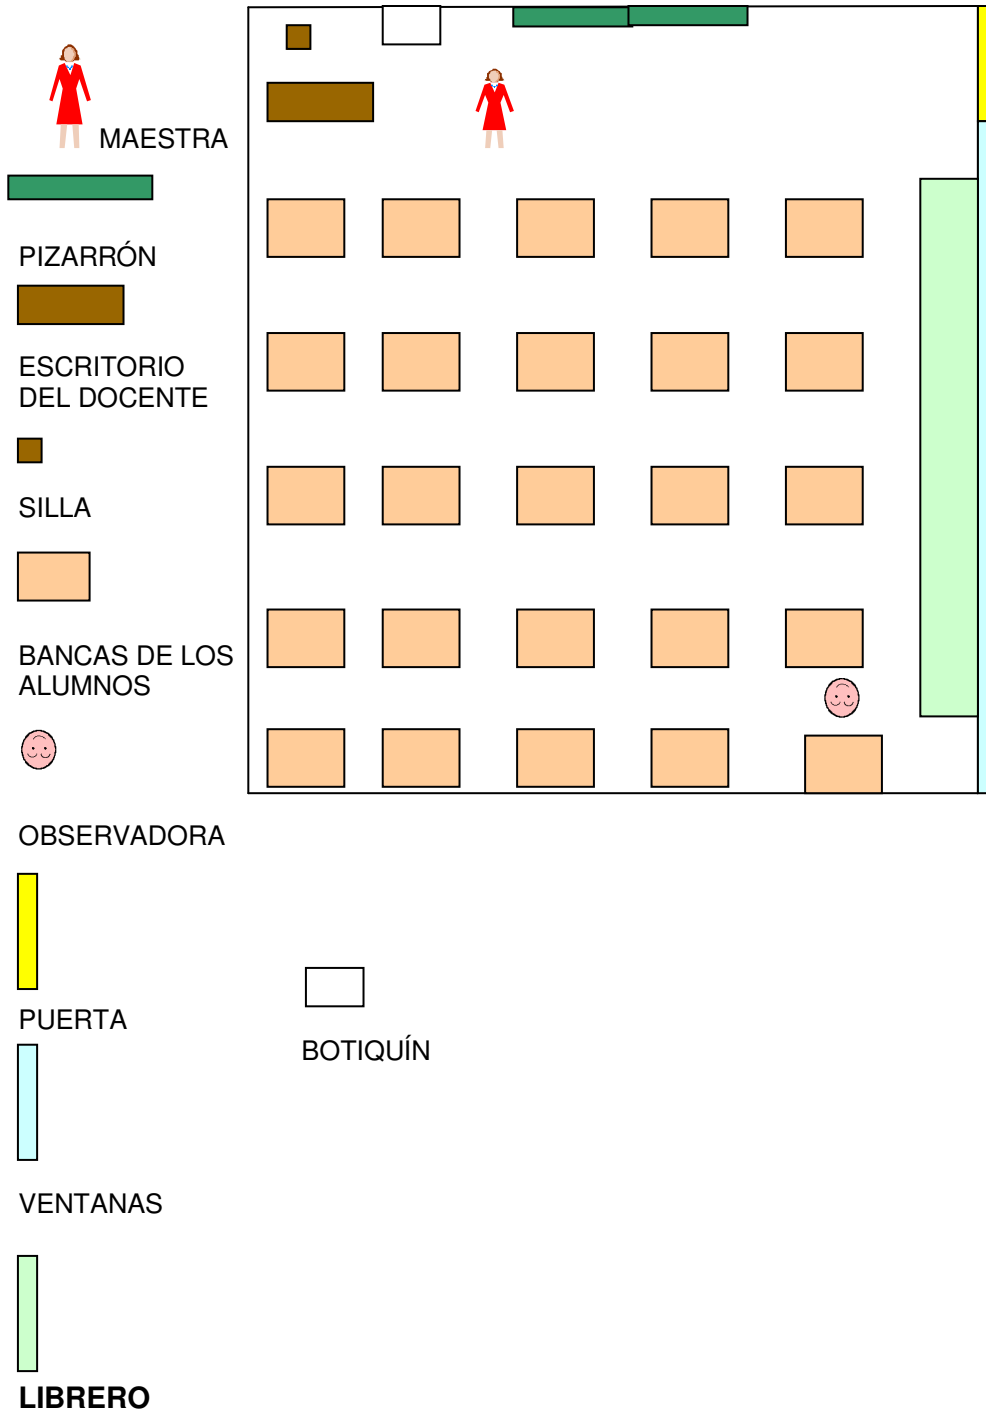 MAESTRA
PIZARRÓN
ESCRITORIO
DEL DOCENTE
SILLA
BANCAS DE LOS
ALUMNOS
OBSERVADORA
PUERTA
BOTIQUÍN
VENTANAS
LIBRERO